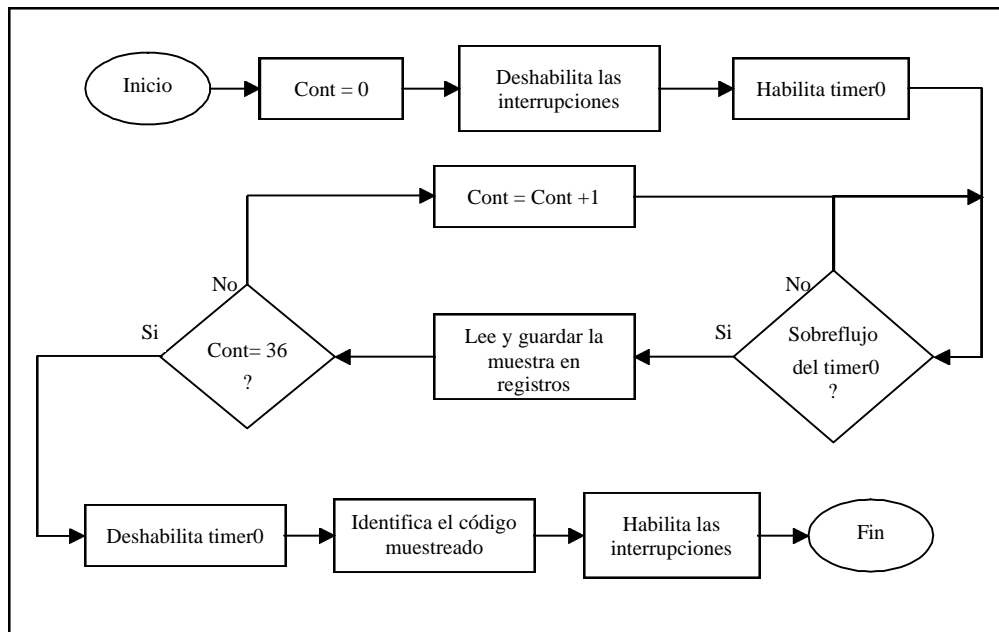 Inicio
Cont = 0
Deshabilita las
interrupciones
Habilita timer0
Cont = Cont +1
No
No
Si
Cont= 36
?
Lee y guardar la
muestra en
registros
Si
Sobreflujo
del timer0
?
Deshabilita timer0
Identifica el código
muestreado
Habilita las
interrupciones
Fin